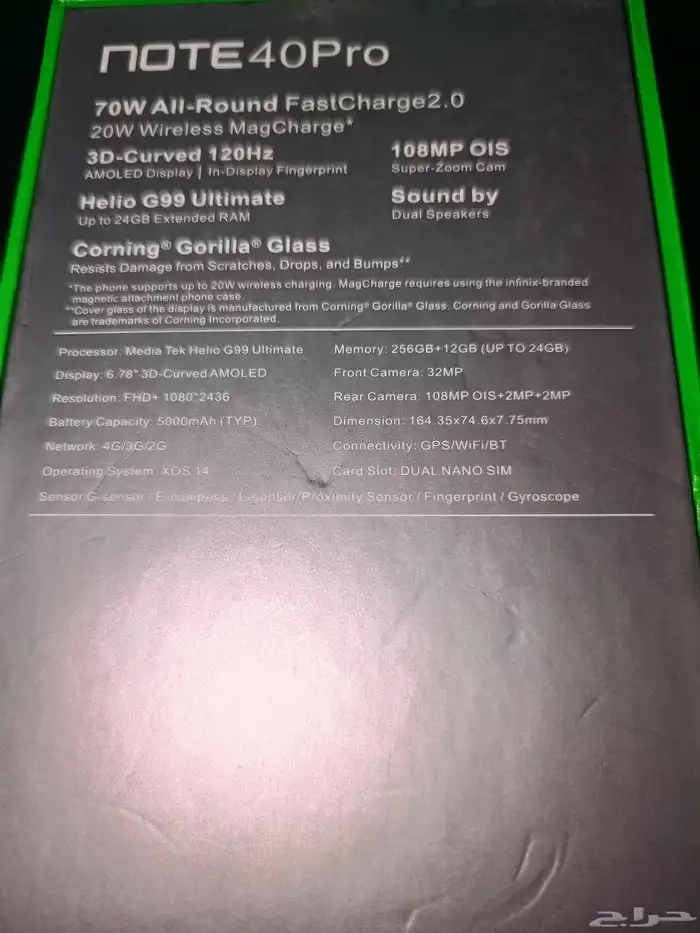 NOTE40Pro
70W All-Round FastCharge2.0
20W Wireless MagCharge*
3D-Curved 120Hz
AMOLED Display | In-Display Fingerprint
108MP OIS
Super-Zoom Cam
Helio G99 Ultimate
Up to 24GB Extended RAM
Sound by
Dual Speakers
Corning® Gorilla® Glass
Resists Damage from Scratches, Drops, and Bumps**
*The phone supports up to 20W wireless charging. MagCharge requires using the infinix-branded
magnetic attachment phone case.
**Cover glass of the display is manufactured from Corning® Gorilla® Glass. Corning and Gorilla Glass
are trademarks of Corning Incorporated.
Processor: Media Tek Helio G99 Ultimate
Memory: 256GB+12GB (UP TO 24GB)
Display: 6.78" 3D-Curved AMOLED
Front Camera: 32MP
Resolution: FHD+ 1080*2436
Rear Camera: 108MP OIS+2MP+2MP
Battery Capacity: 5000mAh (TYP)
Dimension: 164.35x74.6x7.75mm
Network: 4G/3G/2G
Connectivity: GPS/WiFi/BT
Operating System: XOS 14
Card Slot: DUAL NANO SIM
Sensor G-sensor / E-compass / L-sensor/Proximity Sensor / Fingerprint / Gyroscope
حراج